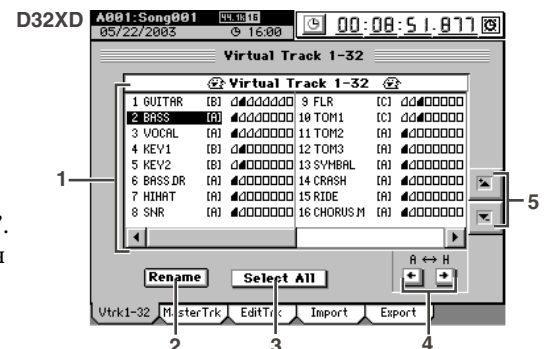 D32XD
A001:Song001 44.1k 16
05/22/2003 16:00
00:08:51.877
Virtual Track 1-32
Virtual Track 1-32
1 GUITAR [B] 9 FLR [C]
2 BASS [A] 10 TOM1 [C]
3 VOCAL [A] 11 TOM2 [A]
4 KEY1 [B] 12 TOM3 [A]
5 KEY2 [B] 13 SYMBAL [A]
6 BASS DR [A] 14 CRASH [A]
7 HIHAT [A] 15 RIDE [A]
8 SNR [A] 16 CHORUS M [A]
1
5
".
я
A ↔ H
Rename Select All
Vtrk1-32 MasterTrk EditTrk Import Export
2 3 4